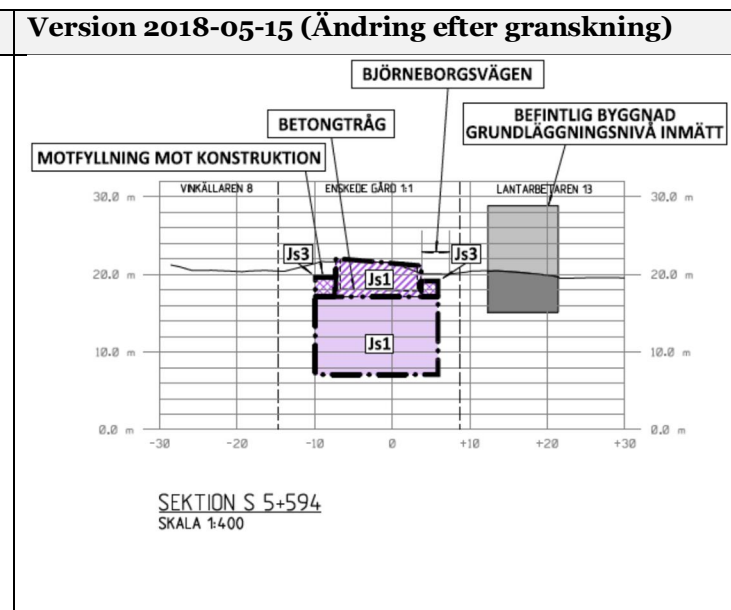 Version 2018-05-15 (Ändring efter granskning)
BJÖRNEBORGSVÄGEN
BETONGTRÅG
BEFINTLIG BYGGNAD
GRUNDLÄGGNINGSNIVÅ INMÄTT
MOTFYLLNING MOT KONSTRUKTION
VINKÄLLAREN 8 ENSKEDE GÅRD 1:1 LANTARBETAREN 13
30.0 m 30.0 m
Js3 Js3
20.0 m Js1 20.0 m
Js1
10.0 m 10.0 m
0.0 m 0.0 m
-30 -20 -10 0 +10 +20 +30
SEKTION S 5+594
SKALA 1:400